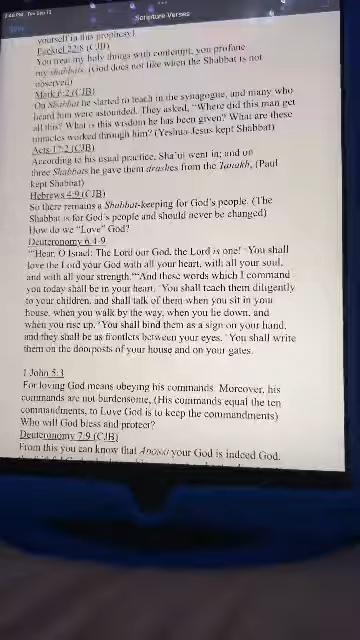 Scripture Verses
yourself in this prophesy)
Ezekiel 22:8 (CJB)
You treat my holy things with contempt, you profane
my shabbats. (God does not like when the Shabbat is not
observed)
Mark 6:2 (CJB)
On Shabbat he started to teach in the synagogue, and many who
heard him were astounded. They asked, "Where did this man get
all this? What is this wisdom he has been given? What are these
miracles worked through him? (Yeshua-Jesus kept Shabbat)
Acts 17:2 (CJB)
According to his usual practice, Sha'ul went in; and on
three Shabbats he gave them drashes from the Tanakh, (Paul
kept Shabbat)
Hebrews 4:9 (CJB)
So there remains a Shabbat-keeping for God's people. (The
Shabbat is for God's people and should never be changed)
How do we "Love" God?
Deuteronomy 6:4-9
"Hear, O Israel: The Lord our God, the Lord is one! You shall
love the Lord your God with all your heart, with all your soul,
and with all your strength. "And these words which I command
you today shall be in your heart. You shall teach them diligently
to your children, and shall talk of them when you sit in your
house, when you walk by the way, when you lie down, and
when you rise up. You shall bind them as a sign on your hand,
and they shall be as frontlets between your eyes. You shall write
them on the doorposts of your house and on your gates.
1 John 5:3
For loving God means obeying his commands. Moreover, his
commands are not burdensome, (His commands equal the ten
commandments, to Love God is to keep the commandments)
Who will God bless and protect?
Deuteronomy 7:9 (CJB)
From this you can know that Adonai your God is indeed God,